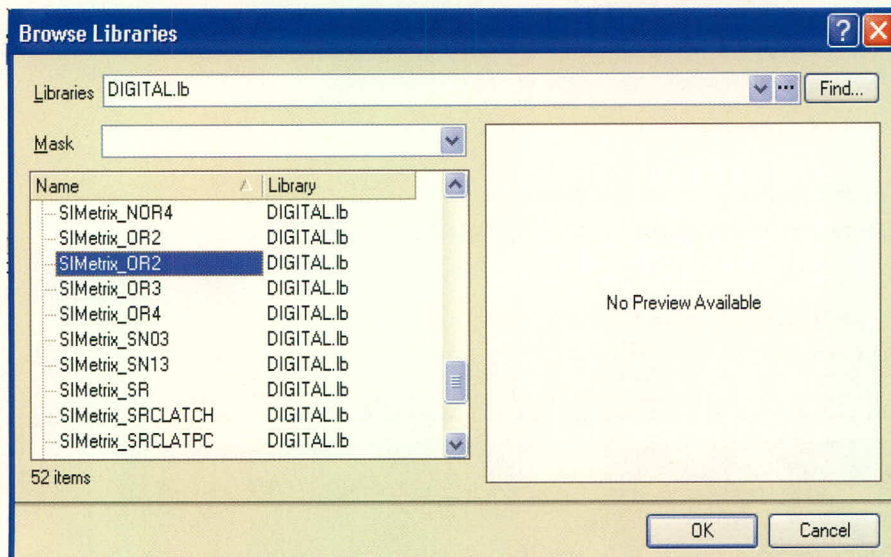 Browse Libraries
Libraries DIGITAL.lb Find...
Mask
Name Library
SIMetrix_NOR4 DIGITAL.lb
SIMetrix_OR2 DIGITAL.lb
SIMetrix_OR2 DIGITAL.lb
SIMetrix_OR3 DIGITAL.lb
SIMetrix_OR4 DIGITAL.lb
SIMetrix_SN03 DIGITAL.lb
SIMetrix_SN13 DIGITAL.lb
SIMetrix_SR DIGITAL.lb
SIMetrix_SRCLATCH DIGITAL.lb
SIMetrix_SRCLATPC DIGITAL.lb
No Preview Available
52 items
OK Cancel